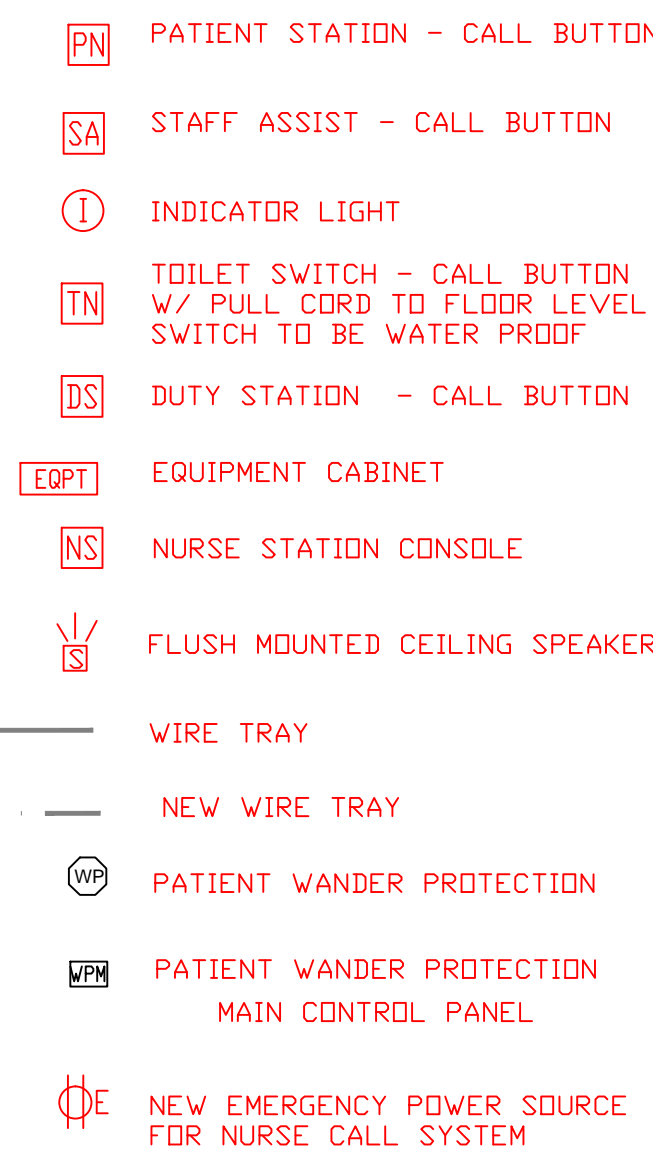 PN PATIENT STATION - CALL BUTTON
SA STAFF ASSIST - CALL BUTTON
I INDICATOR LIGHT
TOILET SWITCH - CALL BUTTON
TN W/ PULL CORD TO FLOOR LEVEL
SWITCH TO BE WATER PROOF
DS DUTY STATION - CALL BUTTON
EQPT EQUIPMENT CABINET
NS NURSE STATION CONSOLE
S FLUSH MOUNTED CEILING SPEAKER
WIRE TRAY
NEW WIRE TRAY
WP PATIENT WANDER PROTECTION
WPM PATIENT WANDER PROTECTION
MAIN CONTROL PANEL
E NEW EMERGENCY POWER SOURCE
FOR NURSE CALL SYSTEM